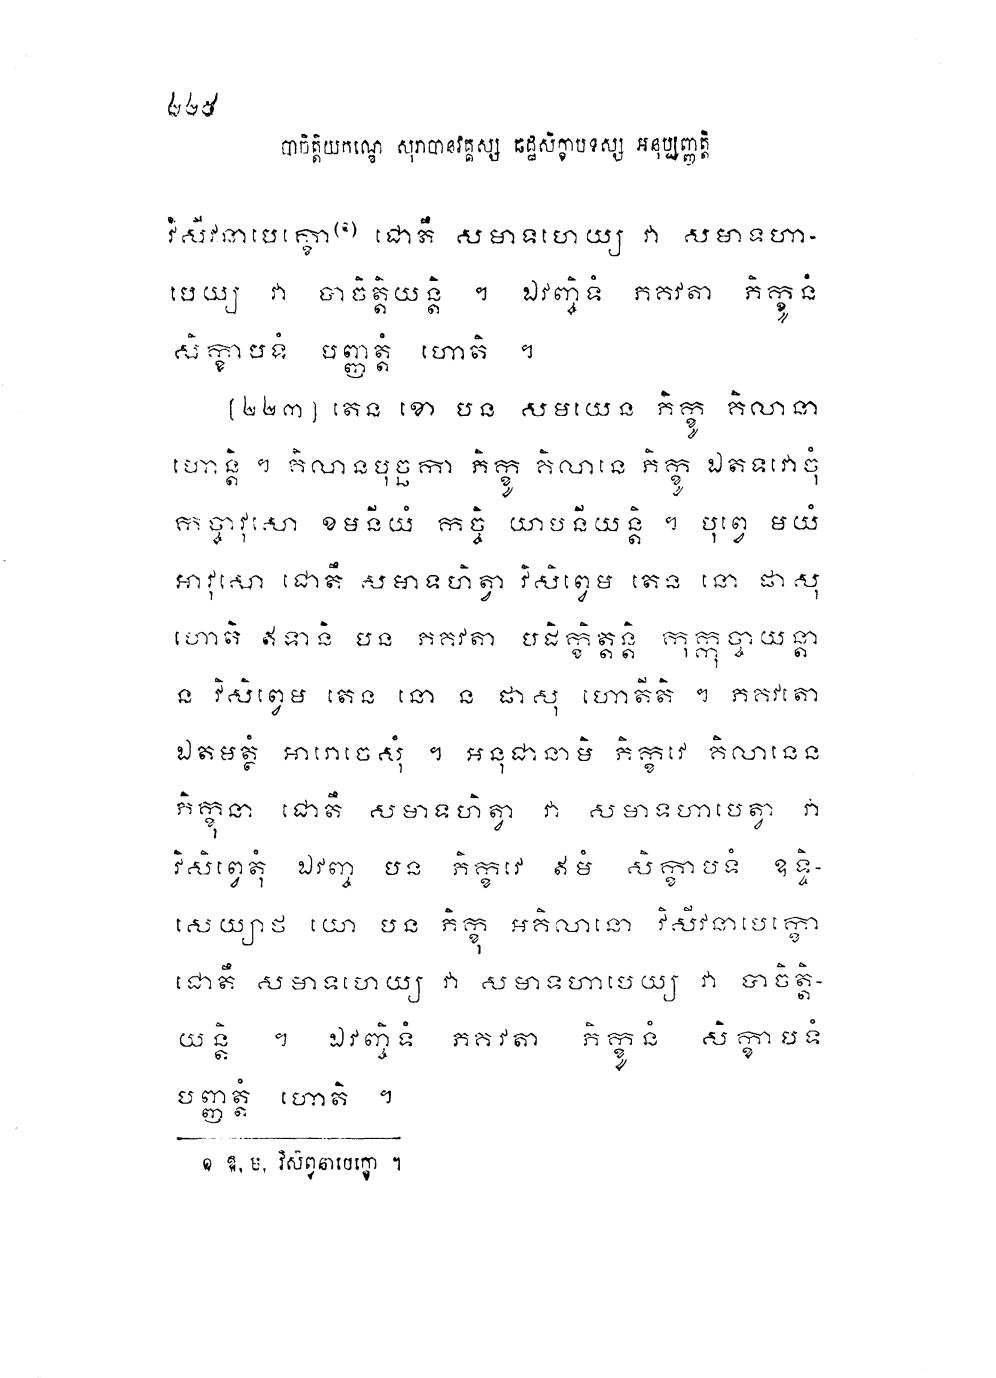 ២២៥
បាចិត្តិយកណ្ឌេ សុរាបានវគ្គស្ស ឆដ្ឋសិក្ខាបទស្ស អនុប្បញ្ញត្តិ
វិសីវនាបេក្ខោ(១) ជោតឹ សមាទហេយ្យ វា សមាទហា-
បេយ្យ វា បាចិត្តិយន្តិ ។ ឯវញ្ចិទំ ភគវតា ភិក្ខូនំ
សិក្ខាបទំ បញ្ញត្តំ ហោតិ ។
[២២៣] តេន ខោ បន សមយេន ភិក្ខូ គិលានា
ហោន្តិ ។ គិលានបុច្ឆកា ភិក្ខូ គិលានេ ភិក្ខូ ឯតទវោចុំ
កច្ចាវុសោ ខមនីយំ កច្ចិ យាបនីយន្តិ ។ បុព្វេ មយំ
អាវុសោ ជោតឹ សមាទហិត្វា វិសិព្វេម តេន នោ ផាសុ
ហោតិ ឥទានិ បន ភគវតា បដិក្ខិត្តន្តិ កុក្កុច្ចាយន្តា
ន វិសិព្វេម តេន នោ ន ផាសុ ហោតីតិ ។ ភគវតោ
ឯតមត្ថំ អារោចេសុំ ។ អនុជានាមិ ភិក្ខវេ គិលានេន
ភិក្ខុនា ជោតឹ សមាទហិត្វា វា សមាទហាបេត្វា វា
វិសិព្វេតុំ ឯវញ្ច បន ភិក្ខវេ ឥមំ សិក្ខាបទំ ឧទ្ទិ-
សេយ្យាថ យោ បន ភិក្ខុ អគិលានោ វិសីវនាបេក្ខោ
ជោតឹ សមាទហេយ្យ វា សមាទហាបេយ្យ វា បាចិត្តិ-
យន្តិ ។ ឯវញ្ចិទំ ភគវតា ភិក្ខូនំ សិក្ខាបទំ
បញ្ញត្តំ ហោតិ ។
១ ឱ, ម, វិសិព្វនាបេក្ខោ ។